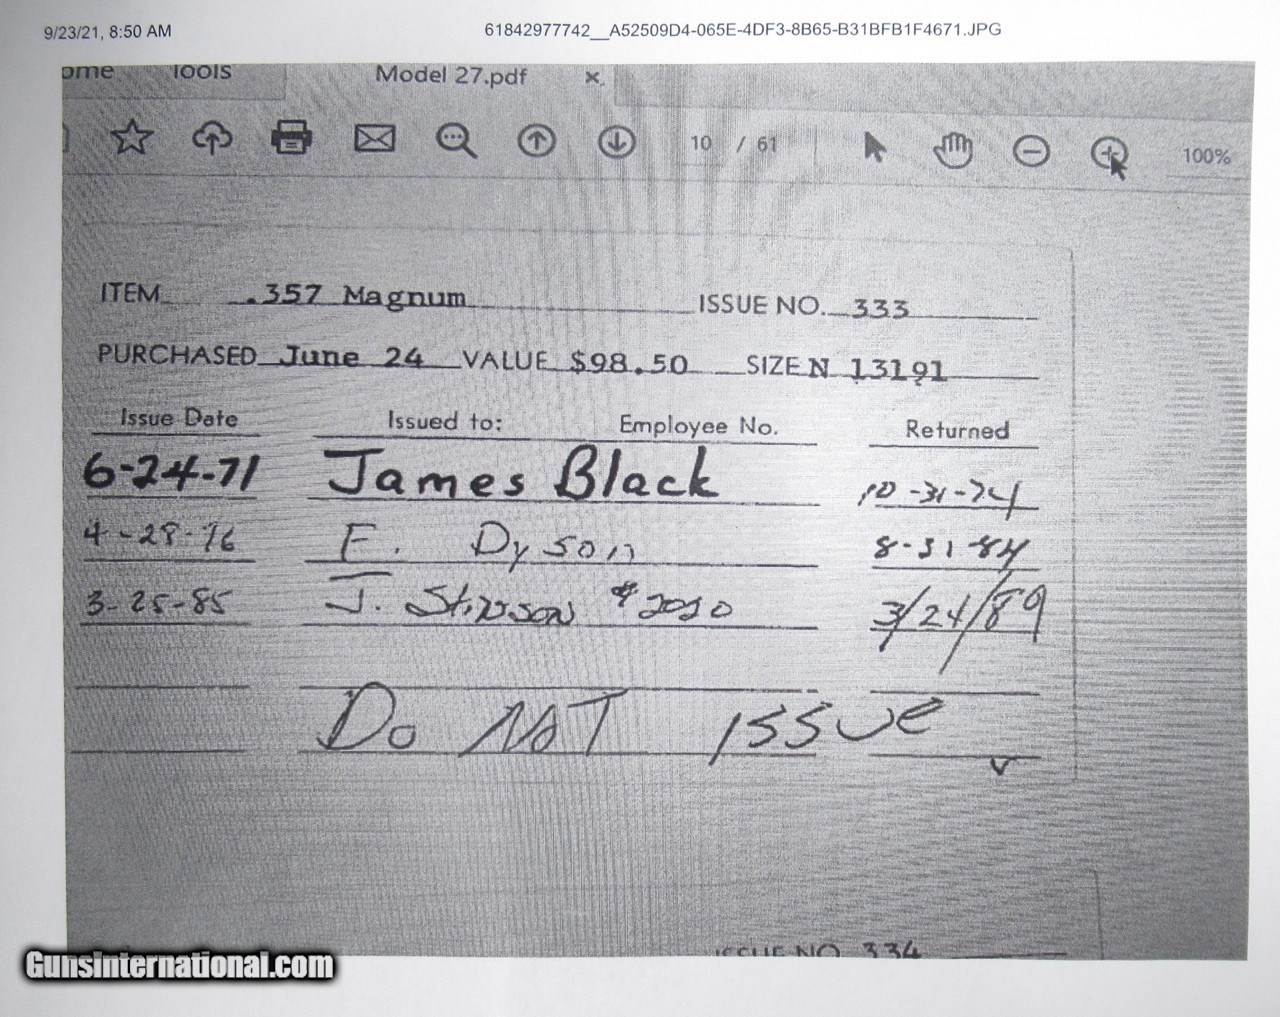 9/23/21, 8:50 AM 61842977742__A52509D4-065E-4DF3-8B65-B31BFB1F4671.JPG
ome Tools Model 27.pdf ×
10 / 61 100%
ITEM .357 Magnum ISSUE NO. 333
PURCHASED June 24 VALUE $98.50 SIZE N 13191
Issue Date Issued to: Employee No. Returned
6-24-71 James Black 10-31-74
4-28-76 F. Dyson 8-31-84
3-25-85 J. Stinson #2020 3/24/89
Do NOT ISSUE
ISSUE NO. 334
GunsInternational.com